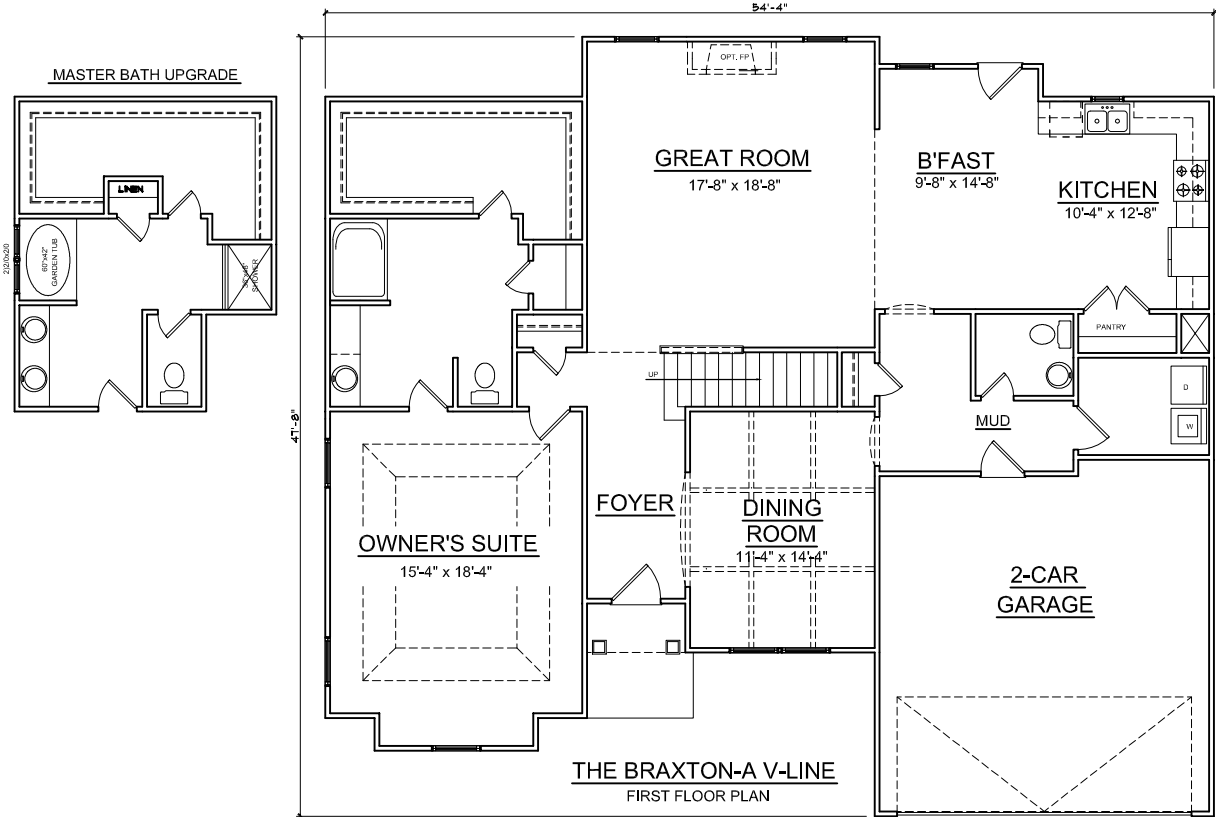 54'-4"
MASTER BATH UPGRADE
OPT. FP
GREAT ROOM
17'-8" x 18'-8"
B'FAST
9'-8" x 14'-8"
KITCHEN
10'-4" x 12'-8"
LINEN
60"x42"
GARDEN TUB
SHOWER
PANTRY
UP
D
W
MUD
47'-8"
FOYER
DINING
ROOM
11'-4" x 14'-4"
OWNER'S SUITE
15'-4" x 18'-4"
2-CAR
GARAGE
THE BRAXTON-A V-LINE
FIRST FLOOR PLAN